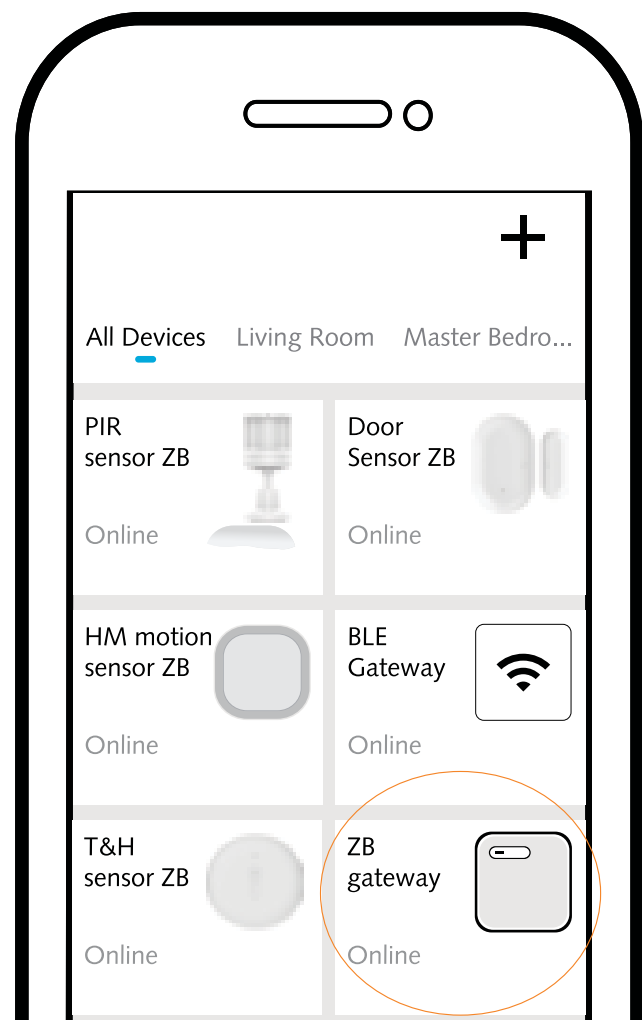 All Devices Living Room Master Bedro...
PIR
sensor ZB
Online
Door
Sensor ZB
Online
HM motion
sensor ZB
Online
BLE
Gateway
Online
T&H
sensor ZB
Online
ZB
gateway
Online